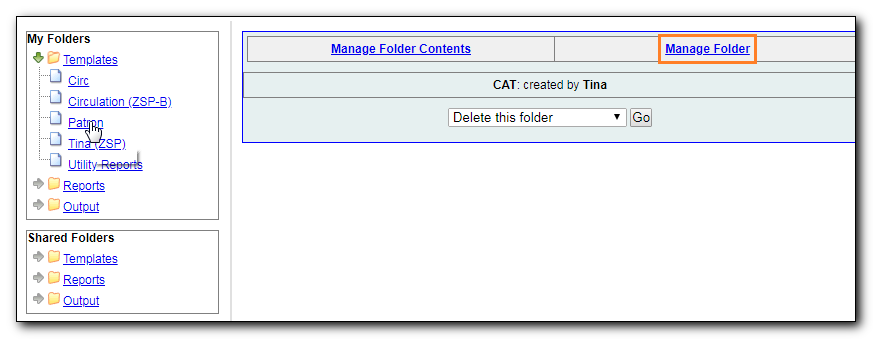 My Folders
Templates
Circ
Circulation (ZSP-B)
Patron
Tina (ZSP)
Utility Reports
Reports
Output
Shared Folders
Templates
Reports
Output
Manage Folder Contents
Manage Folder
CAT: created by Tina
Delete this folder
Go